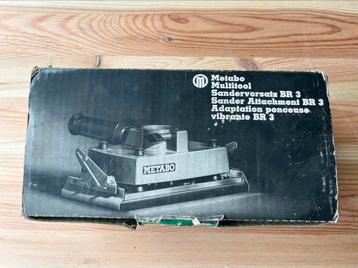 Metabo
Multitool
Sandervorsatz BR 3
Sander Attachment BR 3
Adaptation ponceuse
vibrante BR 3
METABO